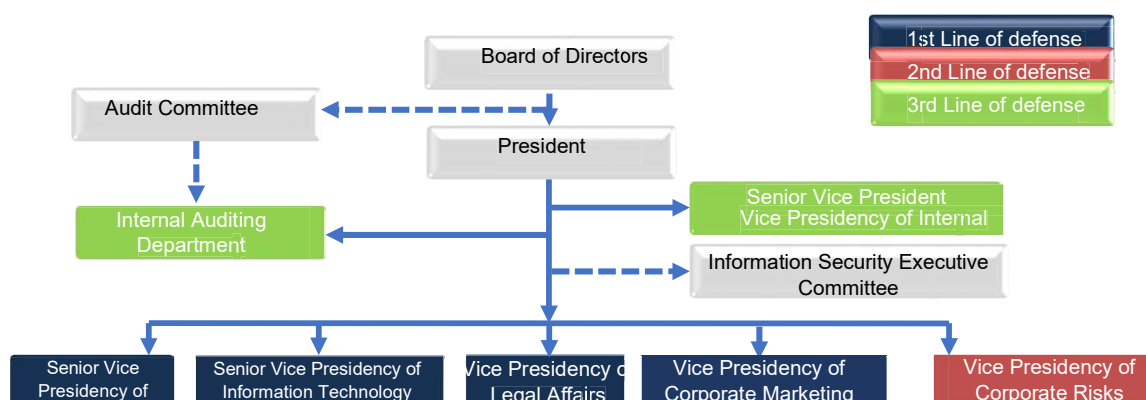 Board of Directors
1st Line of defense
2nd Line of defense
3rd Line of defense
Audit Committee
President
Senior Vice President
Vice Presidency of Internal
Internal Auditing
Department
Information Security Executive
Committee
Senior Vice
Presidency of
Senior Vice Presidency of
Information Technology
Vice Presidency
Legal Affairs
Vice Presidency of
Corporate Marketing
Vice Presidency of
Corporate Risks